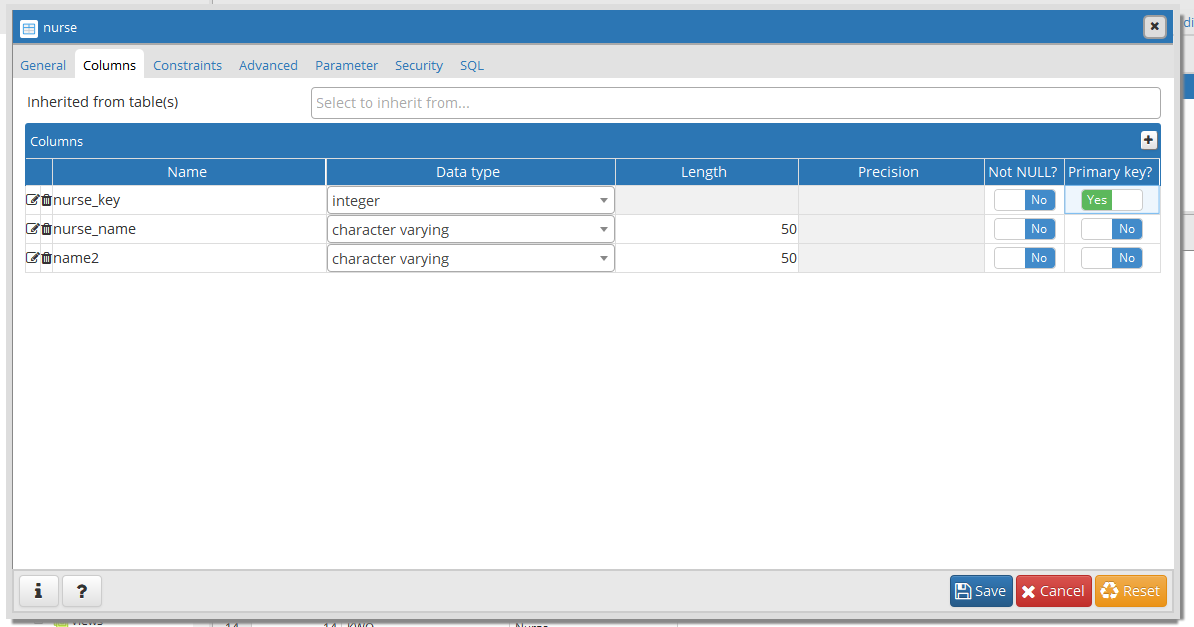 nurse
di
General Columns Constraints Advanced Parameter Security SQL
Inherited from table(s) Select to inherit from...
Columns
Name Data type Length Precision Not NULL? Primary key?
nurse_key integer No Yes
nurse_name character varying 50 No No
name2 character varying 50 No No
i ? Save Cancel Reset